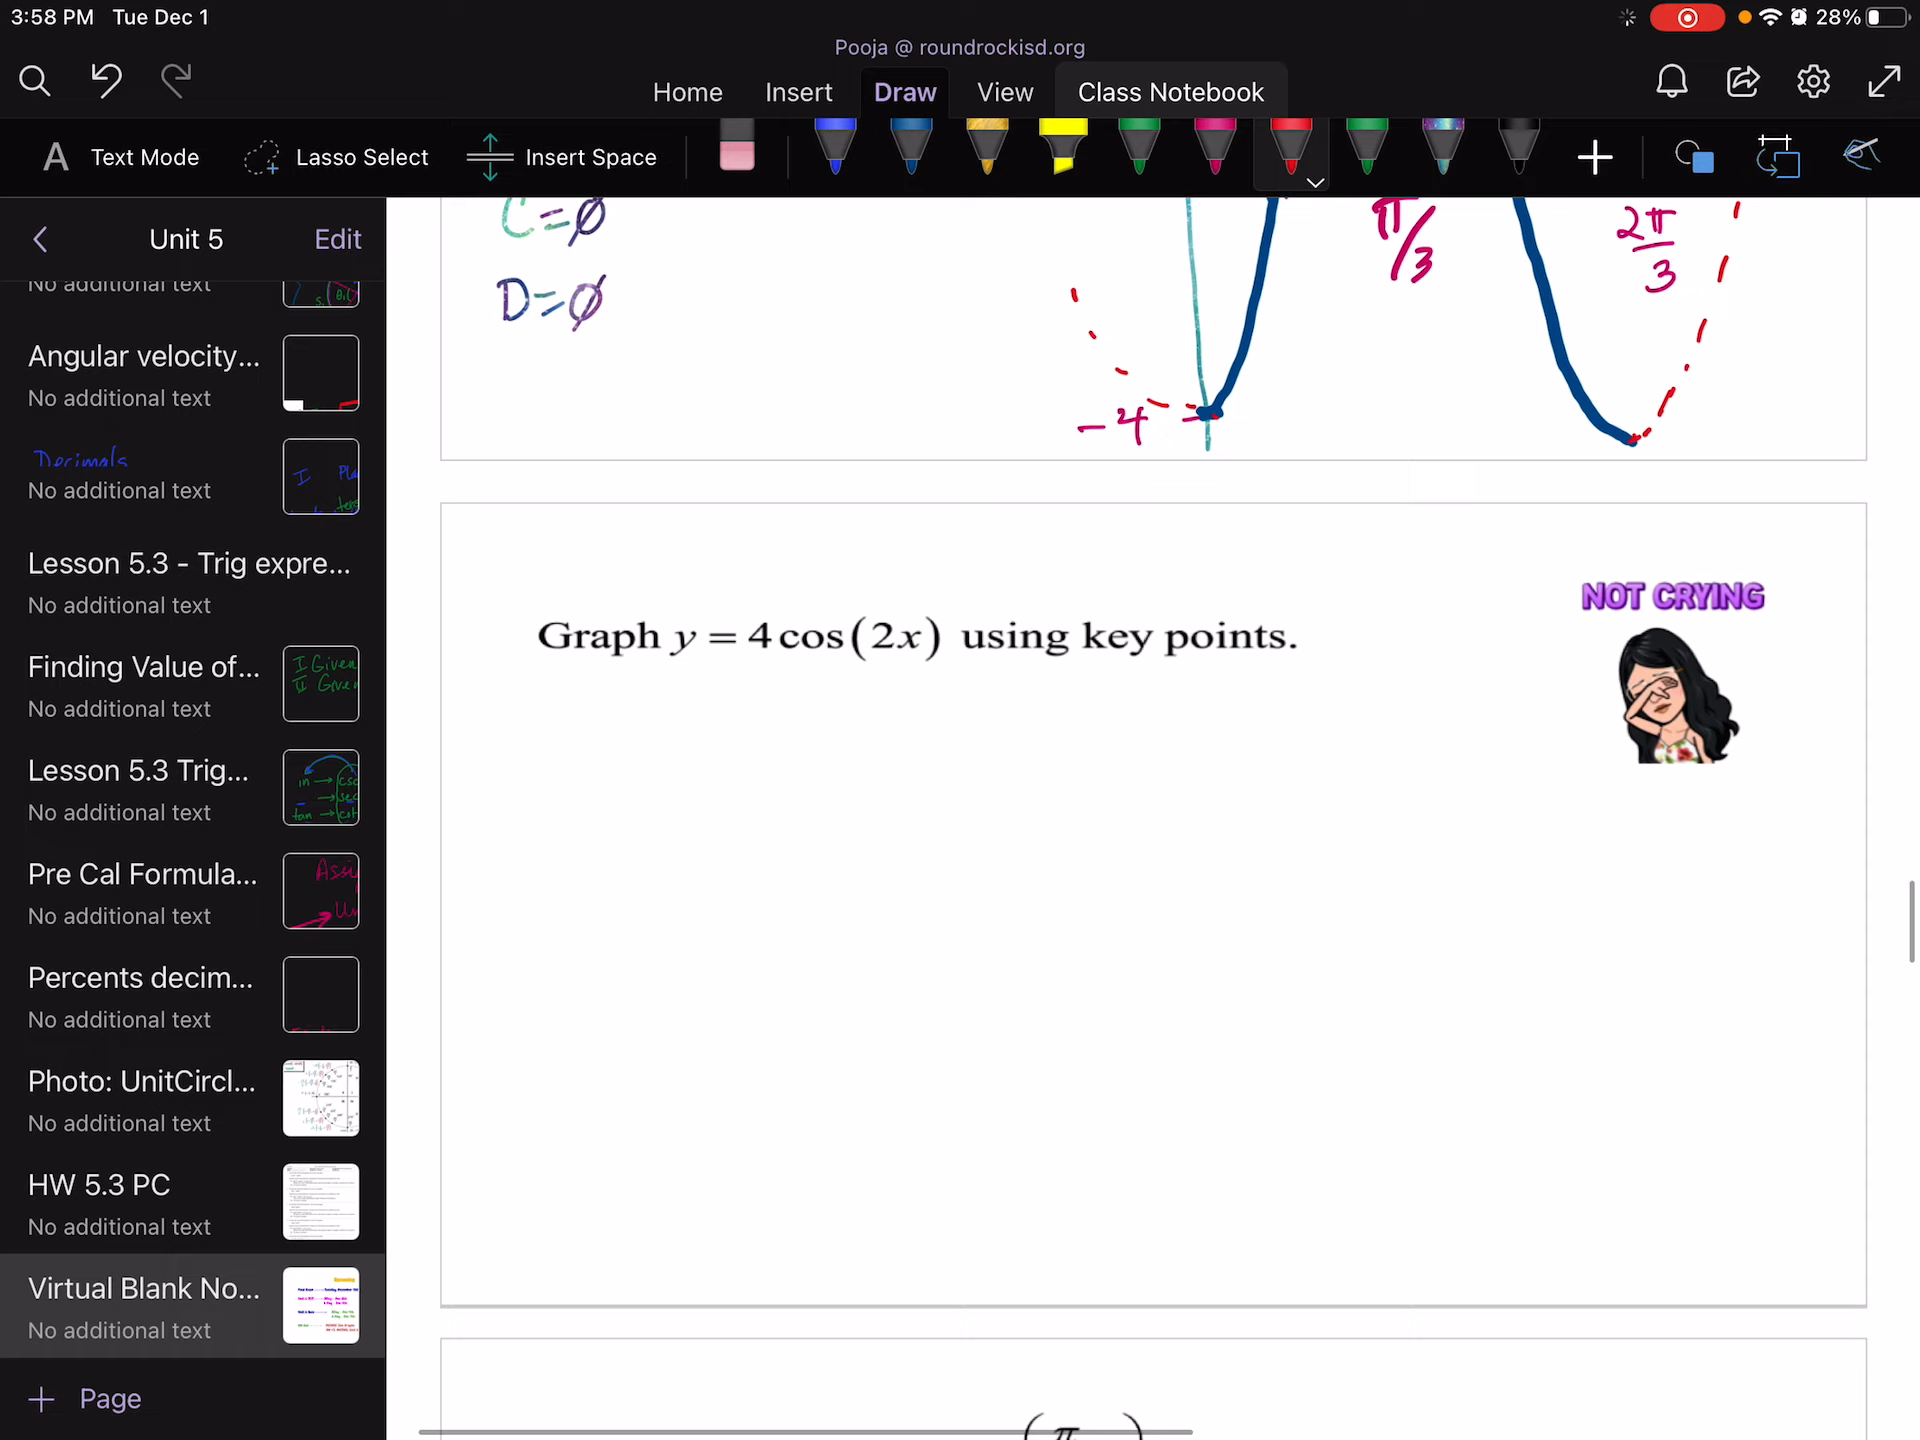 3:58 PM Tue Dec 1
28%
Pooja @ roundrockisd.org
Home Insert Draw View Class Notebook
Text Mode Lasso Select Insert Space
Unit 5 Edit
No additional text
Angular velocity...
No additional text
Decimals
No additional text
Lesson 5.3 - Trig expre...
No additional text
Finding Value of...
No additional text
Lesson 5.3 Trig...
No additional text
Pre Cal Formula...
No additional text
Percents decim...
No additional text
Photo: UnitCircl...
No additional text
HW 5.3 PC
No additional text
Virtual Blank No...
No additional text
Page
C=∅
D=∅
π/3
2π/3
-4
NOT CRYING
Graph y = 4 cos(2x) using key points.